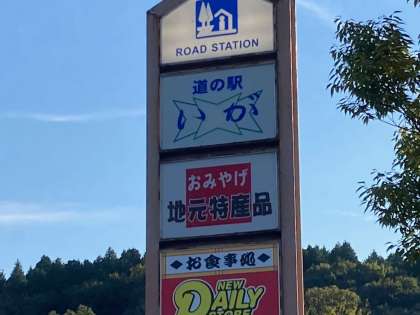 ROAD STATION
道の駅
いが
おみやげ
地元特産品
お食事処
NEW
DAILY
STORE